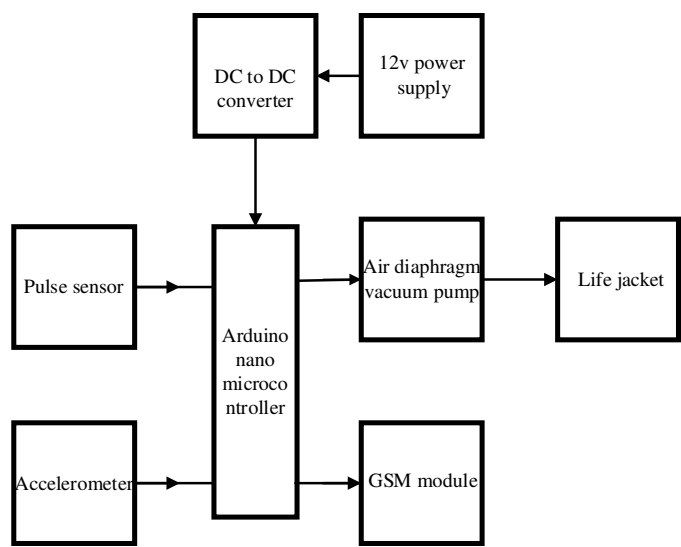 DC to DC
converter
12v power
supply
Pulse sensor
Air diaphragm
vacuum pump
Life jacket
Arduino
nano
microco
ntroller
Accelerometer
GSM module